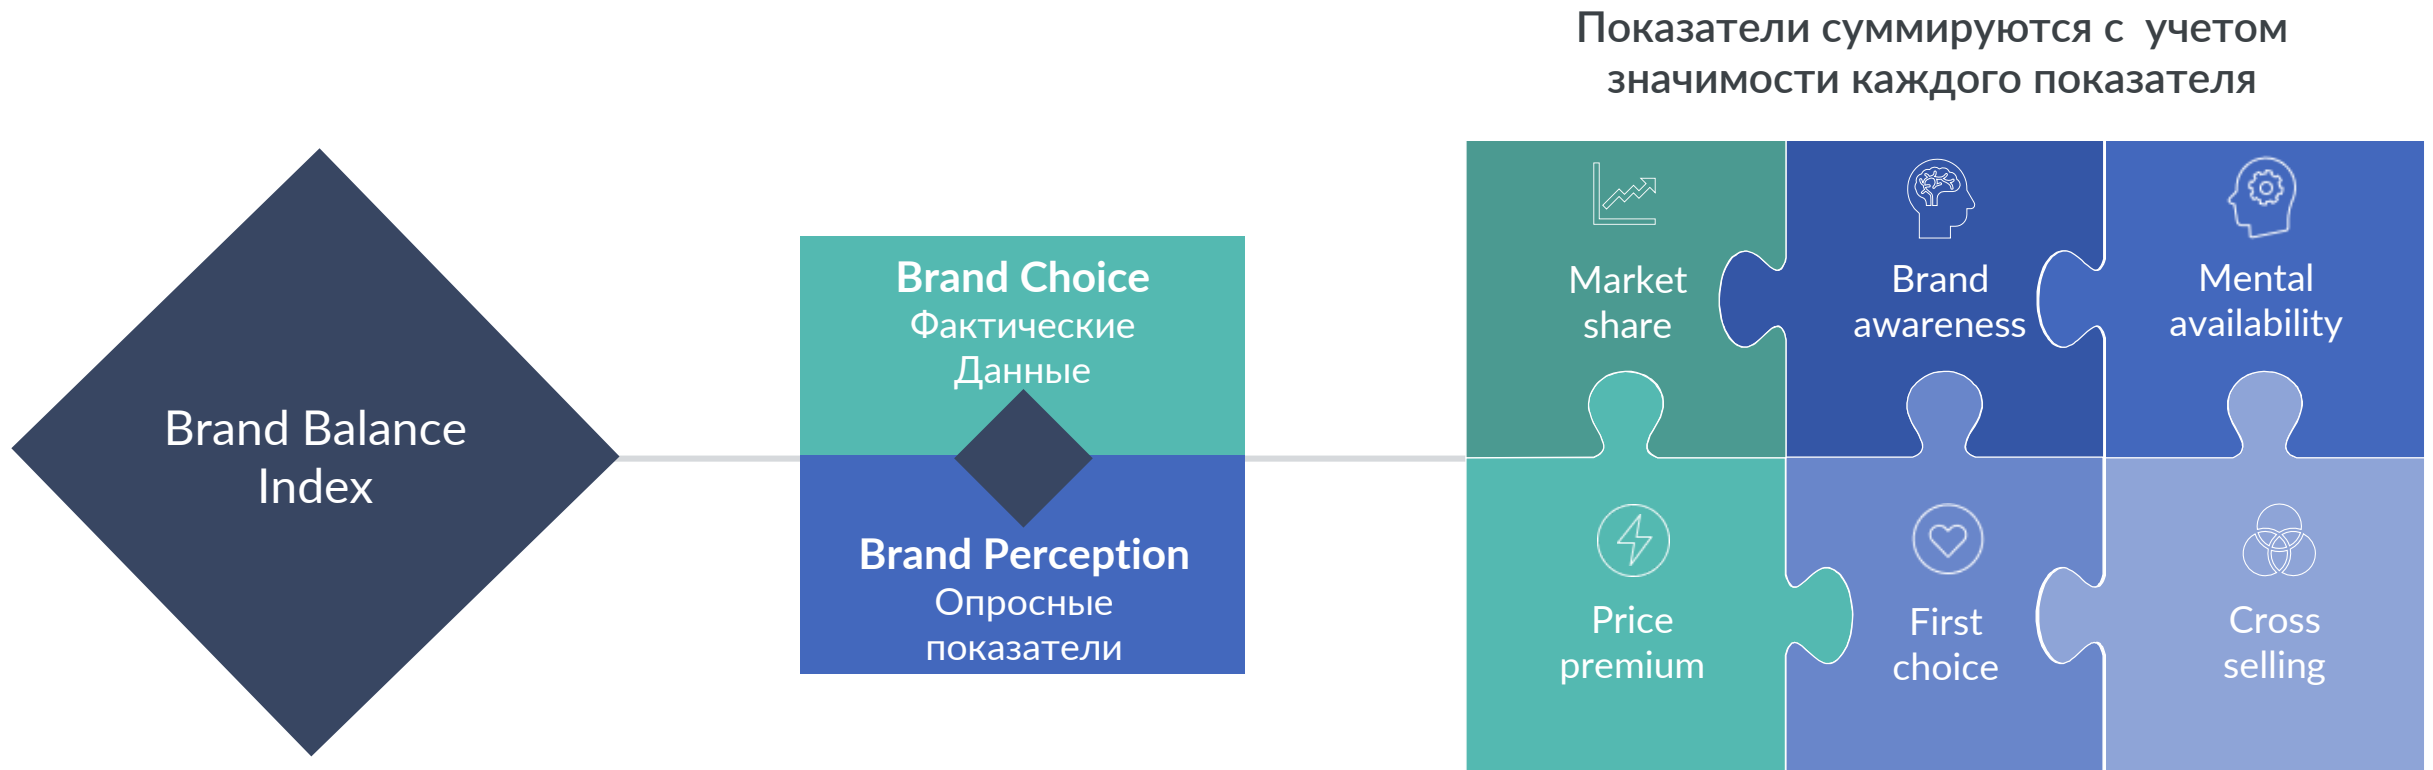 Показатели суммируются с учетом
значимости каждого показателя
Brand Balance
Index
Brand Choice
Фактические
Данные
Brand Perception
Опросные
показатели
Market
share
Brand
awareness
Mental
availability
Price
premium
First
choice
Cross
selling